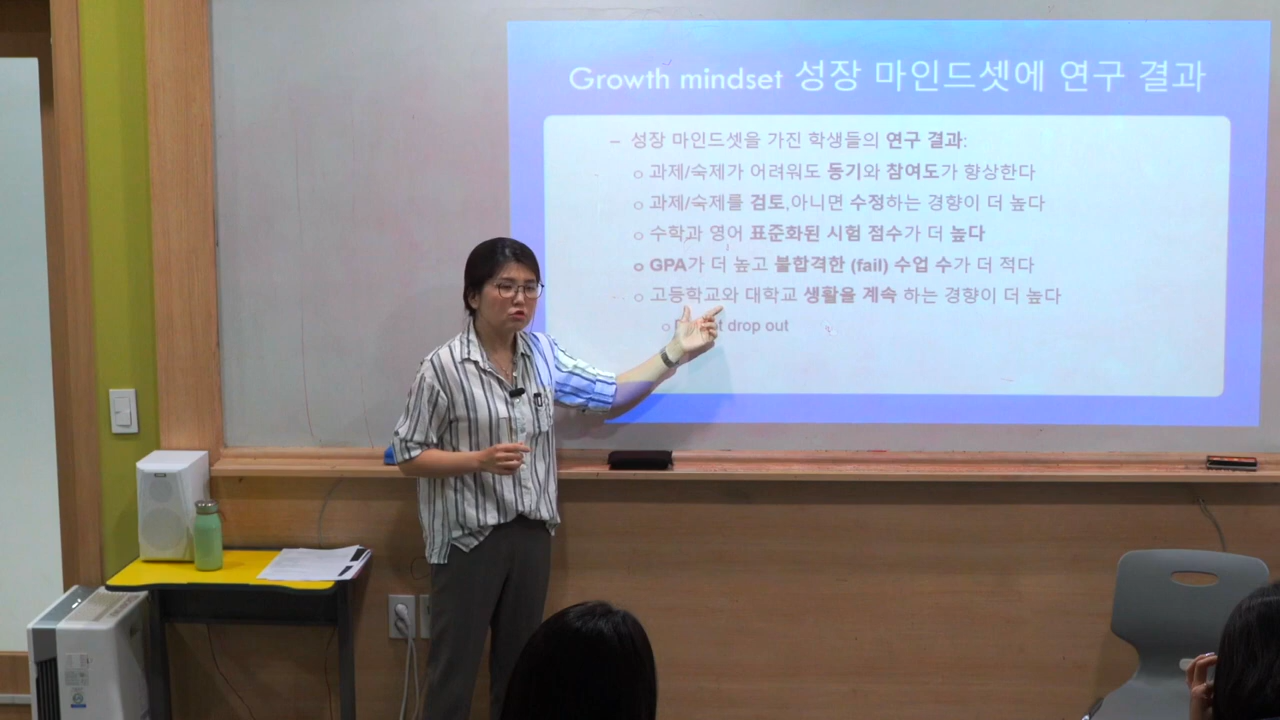 Growth mindset 성장 마인드셋에 연구 결과
– 성장 마인드셋을 가진 학생들의 연구 결과:
o 과제/숙제가 어려워도 동기와 참여도가 향상한다
o 과제/숙제를 검토,아니면 수정하는 경향이 더 높다
o 수학과 영어 표준화된 시험 점수가 더 높다
o GPA가 더 높고 불합격한 (fail) 수업 수가 더 적다
o 고등학교와 대학교 생활을 계속 하는 경향이 더 높다
o drop out